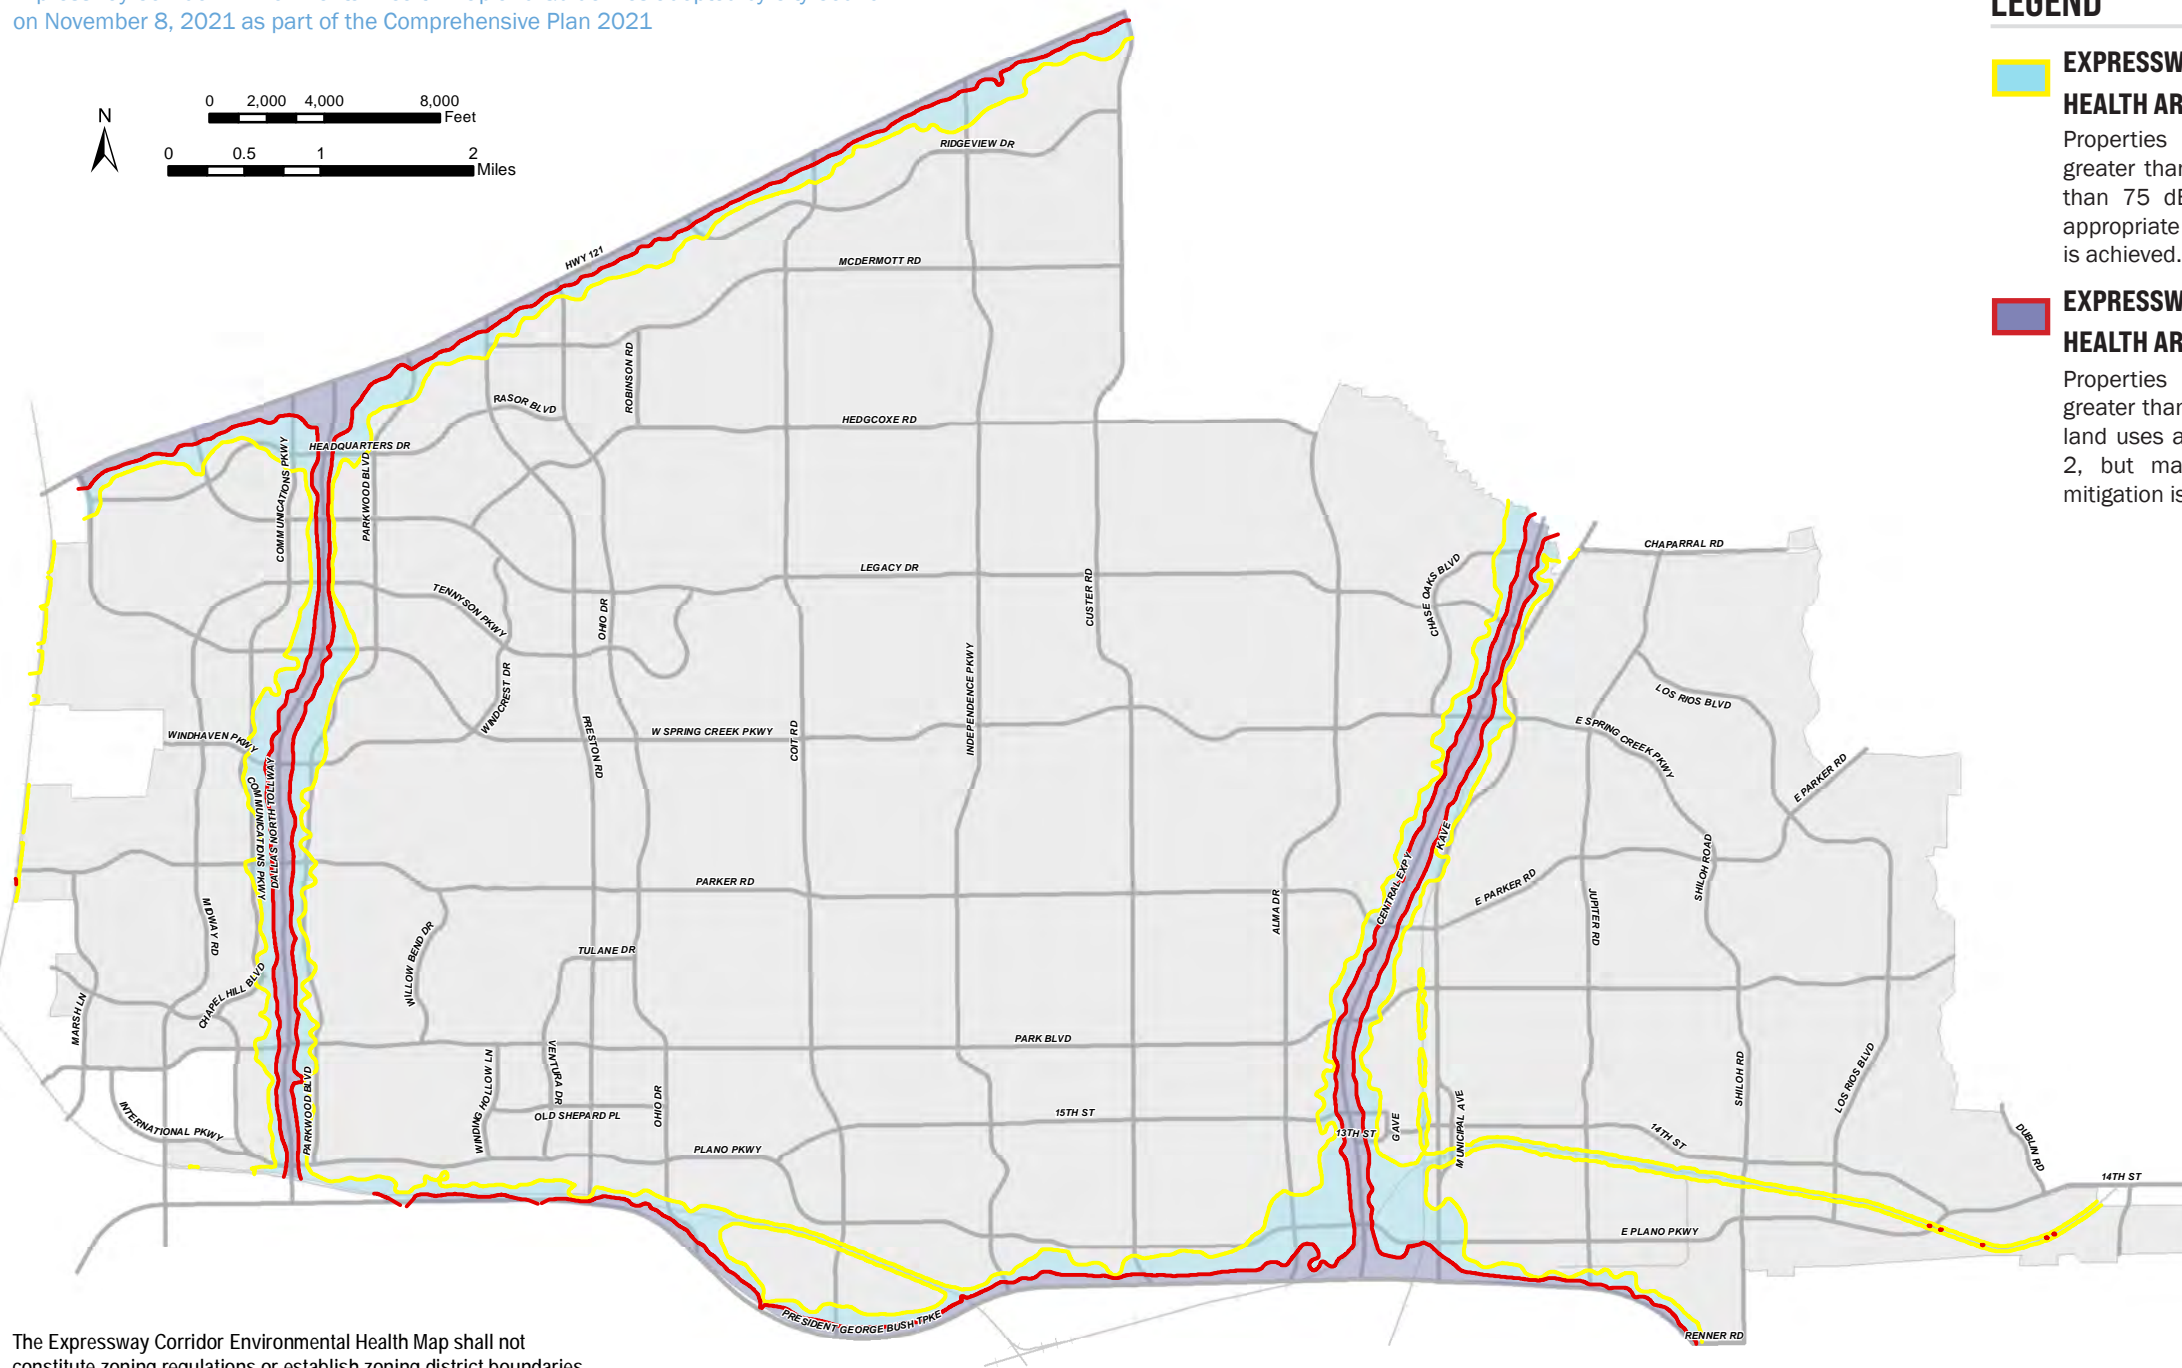 on November 8, 2021 as part of the Comprehensive Plan 2021
LEGEND
N
0 2,000 4,000 8,000
Feet
0 0.5 1 2
Miles
EXPRESSW
HEALTH AR
Properties
greater than
than 75 dB
appropriate
is achieved.
EXPRESSW
HEALTH AR
Properties
greater than
land uses a
2, but ma
mitigation is
RIDGEVIEW DR
HWY 121
MCDERMOTT RD
ROBINSON RD
RASOR BLVD
HEDGCOXE RD
HEADQUARTERS DR
COMMUNICATIONS PKWY
PARKWOOD BLVD
CHAPARRAL RD
LEGACY DR
CHASE OAKS BLVD
TENNYSON PKWY
OHIO DR
CUSTER RD
WINDCREST DR
INDEPENDENCE PKWY
LOS RIOS BLVD
WINDHAVEN PKWY
PRESTON RD
W SPRING CREEK PKWY
COIT RD
E SPRING CREEK PKWY
E PARKER RD
COMMUNICATIONS PKWY
DALLAS NORTH TOLLWAY
K AVE
CENTRAL EXPY
SHILOH ROAD
PARKER RD
E PARKER RD
MIDWAY RD
ALMA DR
JUPITER RD
WILLOW BEND DR
TULANE DR
CHAPEL HILL BLVD
MARSH LN
PARK BLVD
VENTURA DR
WINDING HOLLOW LN
OHIO DR
PARKWOOD BLVD
SHILOH RD
LOS RIOS BLVD
INTERNATIONAL PKWY
OLD SHEPARD PL
15TH ST
13TH ST
G AVE
MUNICIPAL AVE
14TH ST
DUBLIN RD
PLANO PKWY
14TH ST
E PLANO PKWY
PRESIDENT GEORGE BUSH TPKE
RENNER RD
The Expressway Corridor Environmental Health Map shall not
constitute zoning regulations or establish zoning district boundaries